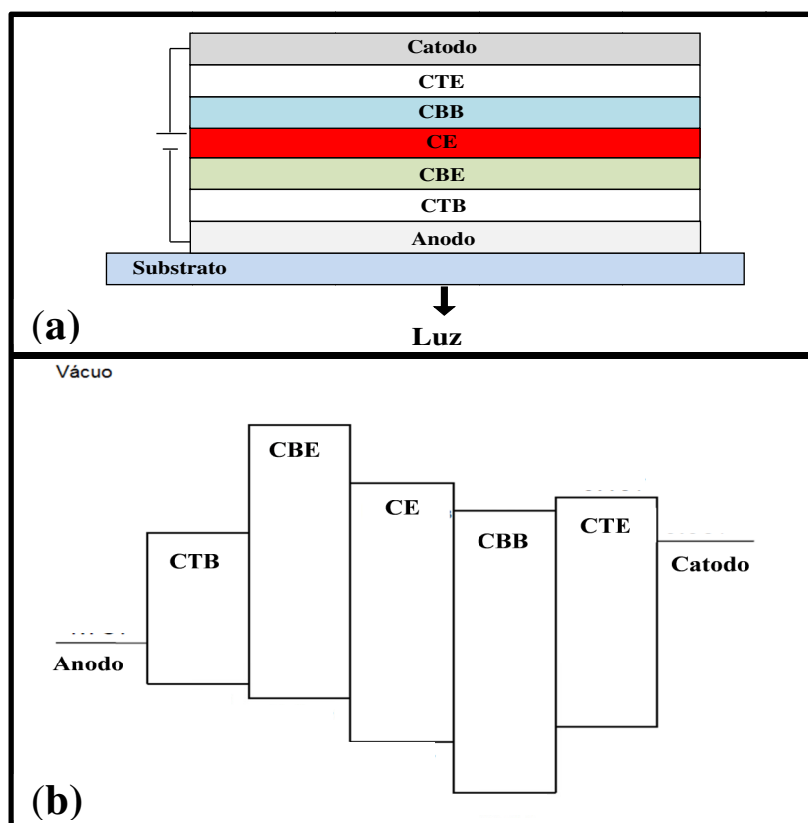 Catodo
CTE
CBB
CE
CBE
CTB
Anodo
Substrato
(a)
Luz
Vácuo
CBE
CE
CTE
CBB
CTB
Catodo
Anodo
(b)